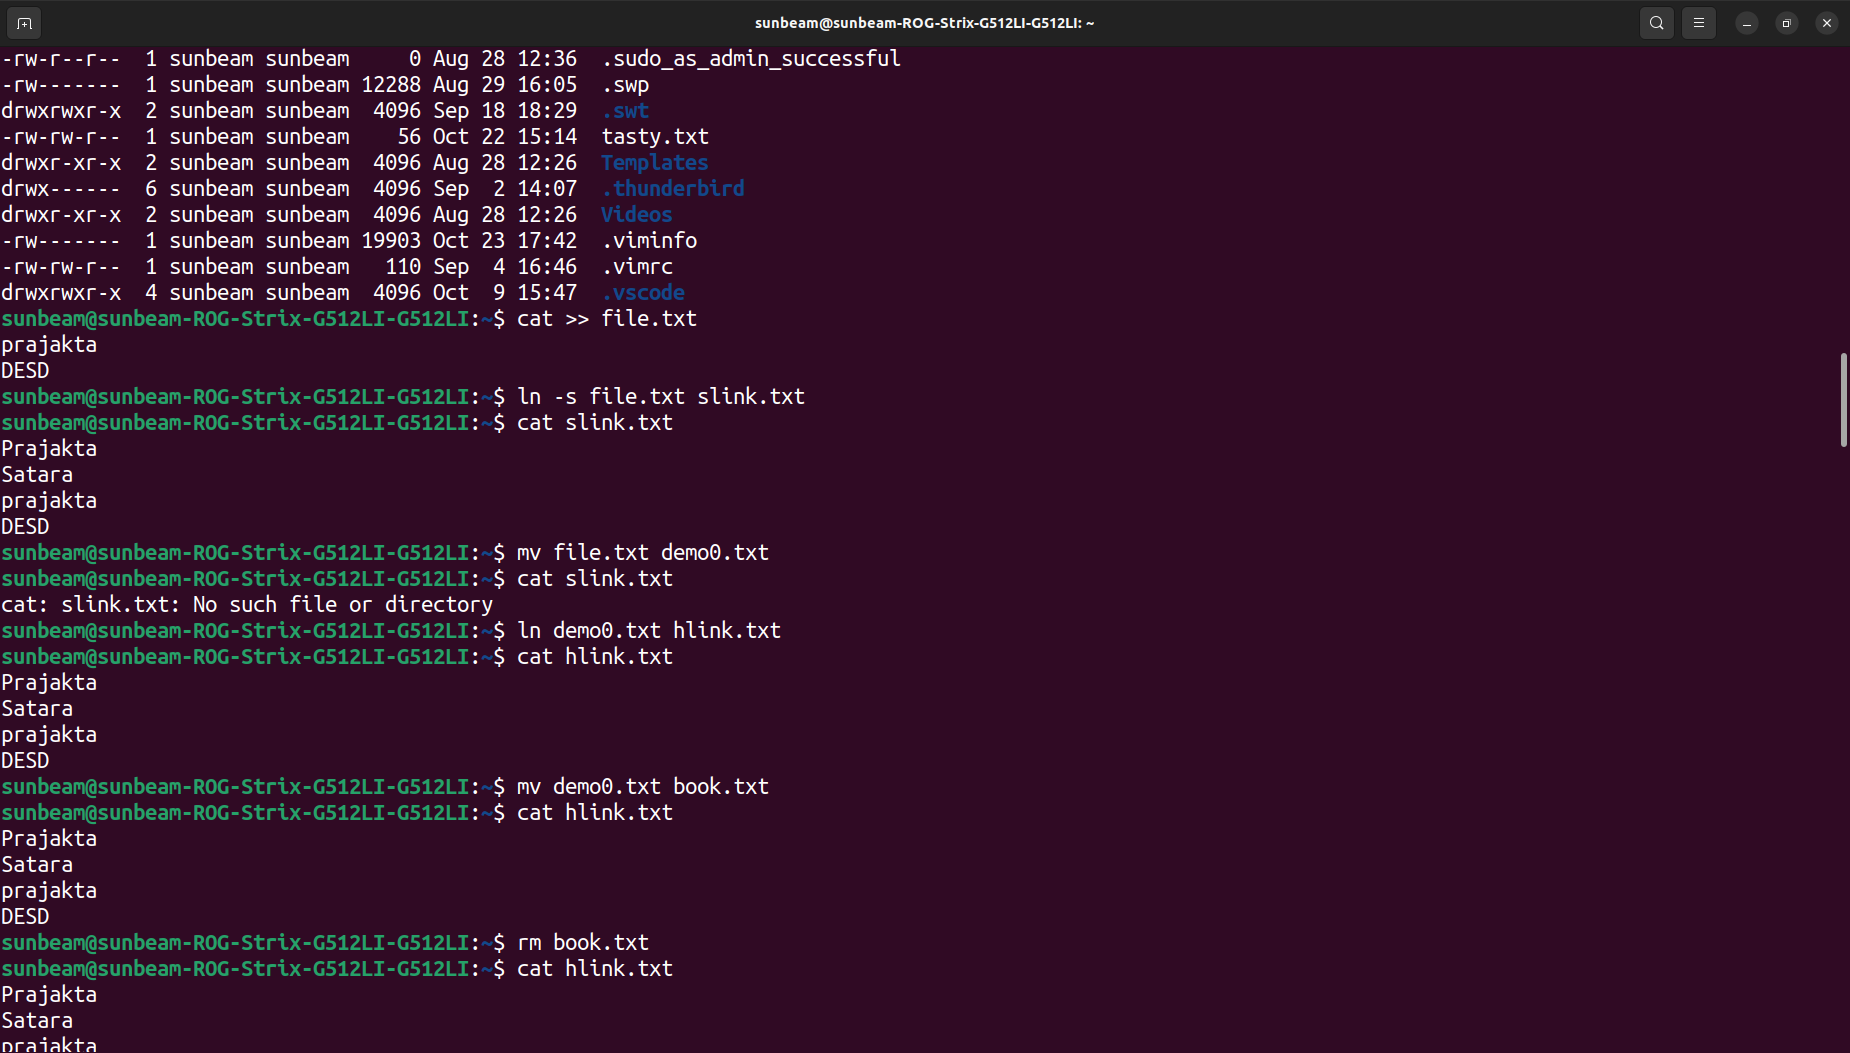 sunbeam@sunbeam-ROG-Strix-G512LI-G512LI: ~
-rw-r--r--  1 sunbeam sunbeam     0 Aug 28 12:36  .sudo_as_admin_successful
-rw-------  1 sunbeam sunbeam 12288 Aug 29 16:05  .swp
drwxrwxr-x  2 sunbeam sunbeam  4096 Sep 18 18:29  .swt
-rw-rw-r--  1 sunbeam sunbeam    56 Oct 22 15:14  tasty.txt
drwxr-xr-x  2 sunbeam sunbeam  4096 Aug 28 12:26  Templates
drwx------  6 sunbeam sunbeam  4096 Sep  2 14:07  .thunderbird
drwxr-xr-x  2 sunbeam sunbeam  4096 Aug 28 12:26  Videos
-rw-------  1 sunbeam sunbeam 19903 Oct 23 17:42  .viminfo
-rw-rw-r--  1 sunbeam sunbeam   110 Sep  4 16:46  .vimrc
drwxrwxr-x  4 sunbeam sunbeam  4096 Oct  9 15:47  .vscode
sunbeam@sunbeam-ROG-Strix-G512LI-G512LI:~$ cat >> file.txt
prajakta
DESD
sunbeam@sunbeam-ROG-Strix-G512LI-G512LI:~$ ln -s file.txt slink.txt
sunbeam@sunbeam-ROG-Strix-G512LI-G512LI:~$ cat slink.txt
Prajakta
Satara
prajakta
DESD
sunbeam@sunbeam-ROG-Strix-G512LI-G512LI:~$ mv file.txt demo0.txt
sunbeam@sunbeam-ROG-Strix-G512LI-G512LI:~$ cat slink.txt
cat: slink.txt: No such file or directory
sunbeam@sunbeam-ROG-Strix-G512LI-G512LI:~$ ln demo0.txt hlink.txt
sunbeam@sunbeam-ROG-Strix-G512LI-G512LI:~$ cat hlink.txt
Prajakta
Satara
prajakta
DESD
sunbeam@sunbeam-ROG-Strix-G512LI-G512LI:~$ mv demo0.txt book.txt
sunbeam@sunbeam-ROG-Strix-G512LI-G512LI:~$ cat hlink.txt
Prajakta
Satara
prajakta
DESD
sunbeam@sunbeam-ROG-Strix-G512LI-G512LI:~$ rm book.txt
sunbeam@sunbeam-ROG-Strix-G512LI-G512LI:~$ cat hlink.txt
Prajakta
Satara
prajakta